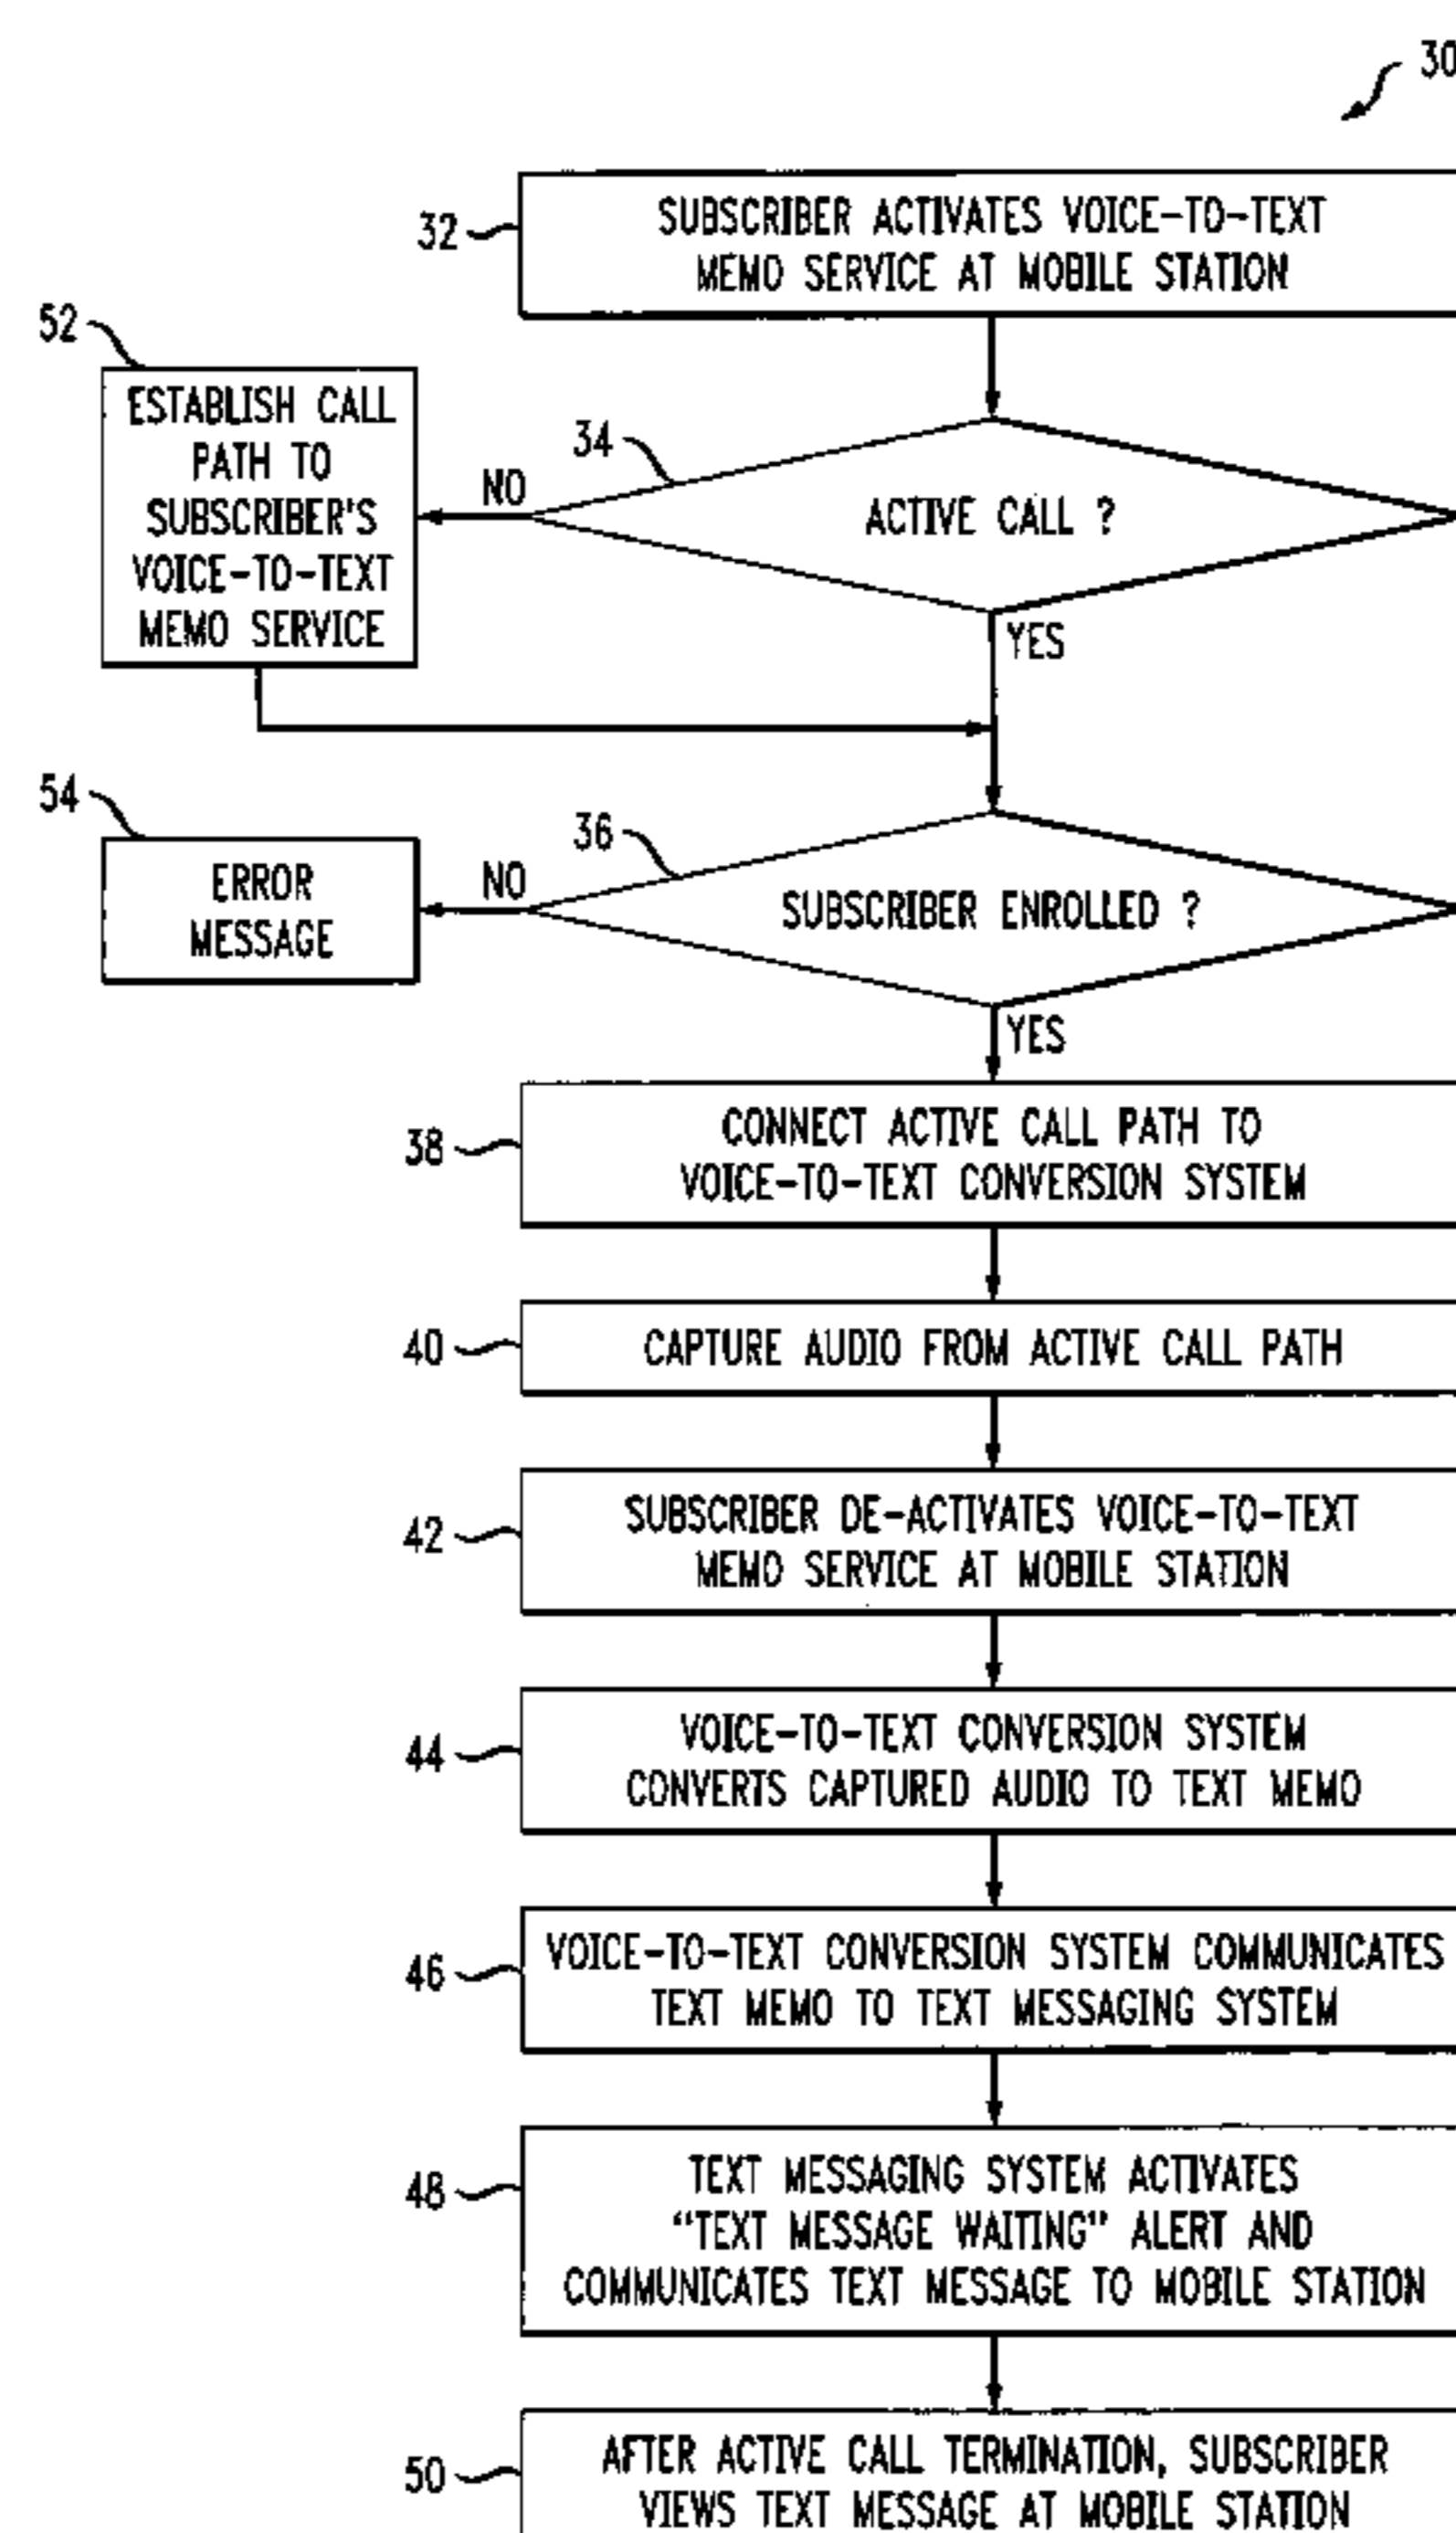 30
32
SUBSCRIBER ACTIVATES VOICE-TO-TEXT
MEMO SERVICE AT MOBILE STATION
52
ESTABLISH CALL
PATH TO
SUBSCRIBER'S
VOICE-TO-TEXT
MEMO SERVICE
34
NO
ACTIVE CALL ?
YES
54
ERROR
MESSAGE
36
NO
SUBSCRIBER ENROLLED ?
YES
38
CONNECT ACTIVE CALL PATH TO
VOICE-TO-TEXT CONVERSION SYSTEM
40
CAPTURE AUDIO FROM ACTIVE CALL PATH
42
SUBSCRIBER DE-ACTIVATES VOICE-TO-TEXT
MEMO SERVICE AT MOBILE STATION
44
VOICE-TO-TEXT CONVERSION SYSTEM
CONVERTS CAPTURED AUDIO TO TEXT MEMO
46
VOICE-TO-TEXT CONVERSION SYSTEM COMMUNICATES
TEXT MEMO TO TEXT MESSAGING SYSTEM
48
TEXT MESSAGING SYSTEM ACTIVATES
“TEXT MESSAGE WAITING” ALERT AND
COMMUNICATES TEXT MESSAGE TO MOBILE STATION
50
AFTER ACTIVE CALL TERMINATION, SUBSCRIBER
VIEWS TEXT MESSAGE AT MOBILE STATION